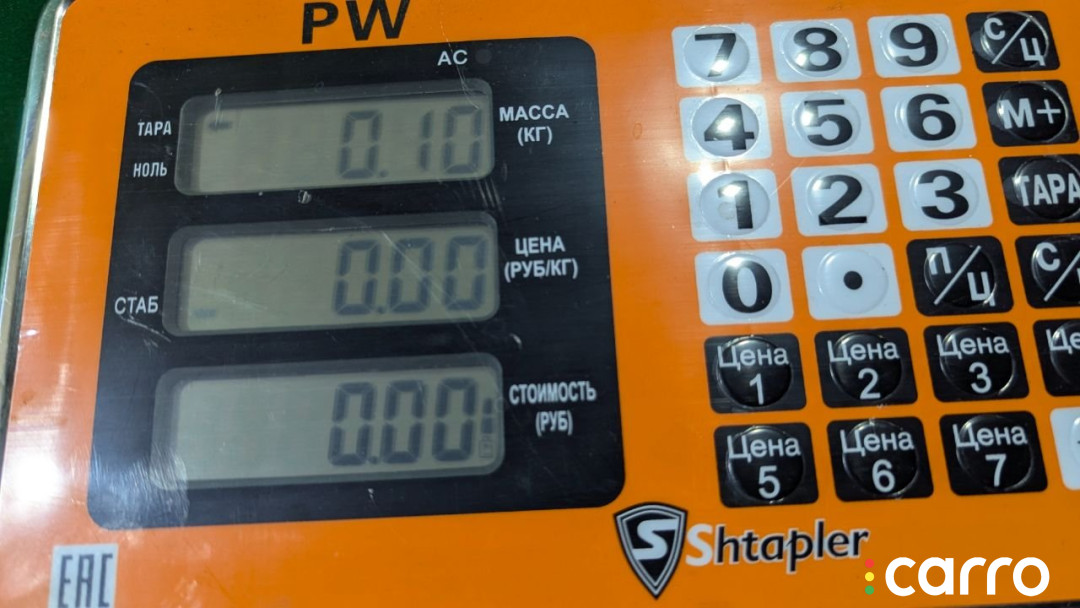 PW
AC
ТАРА
НОЛЬ
0.10
МАССА
(КГ)
0.00
ЦЕНА
(РУБ/КГ)
СТАБ
0.00
СТОИМОСТЬ
(РУБ)
7 8 9 С/Ц
4 5 6 М+
1 2 3 ТАРА
0 . П/Ц С/
Цена 1 Цена 2 Цена 3 Це
Цена 5 Цена 6 Цена 7
S Shtapler
EAC
carro